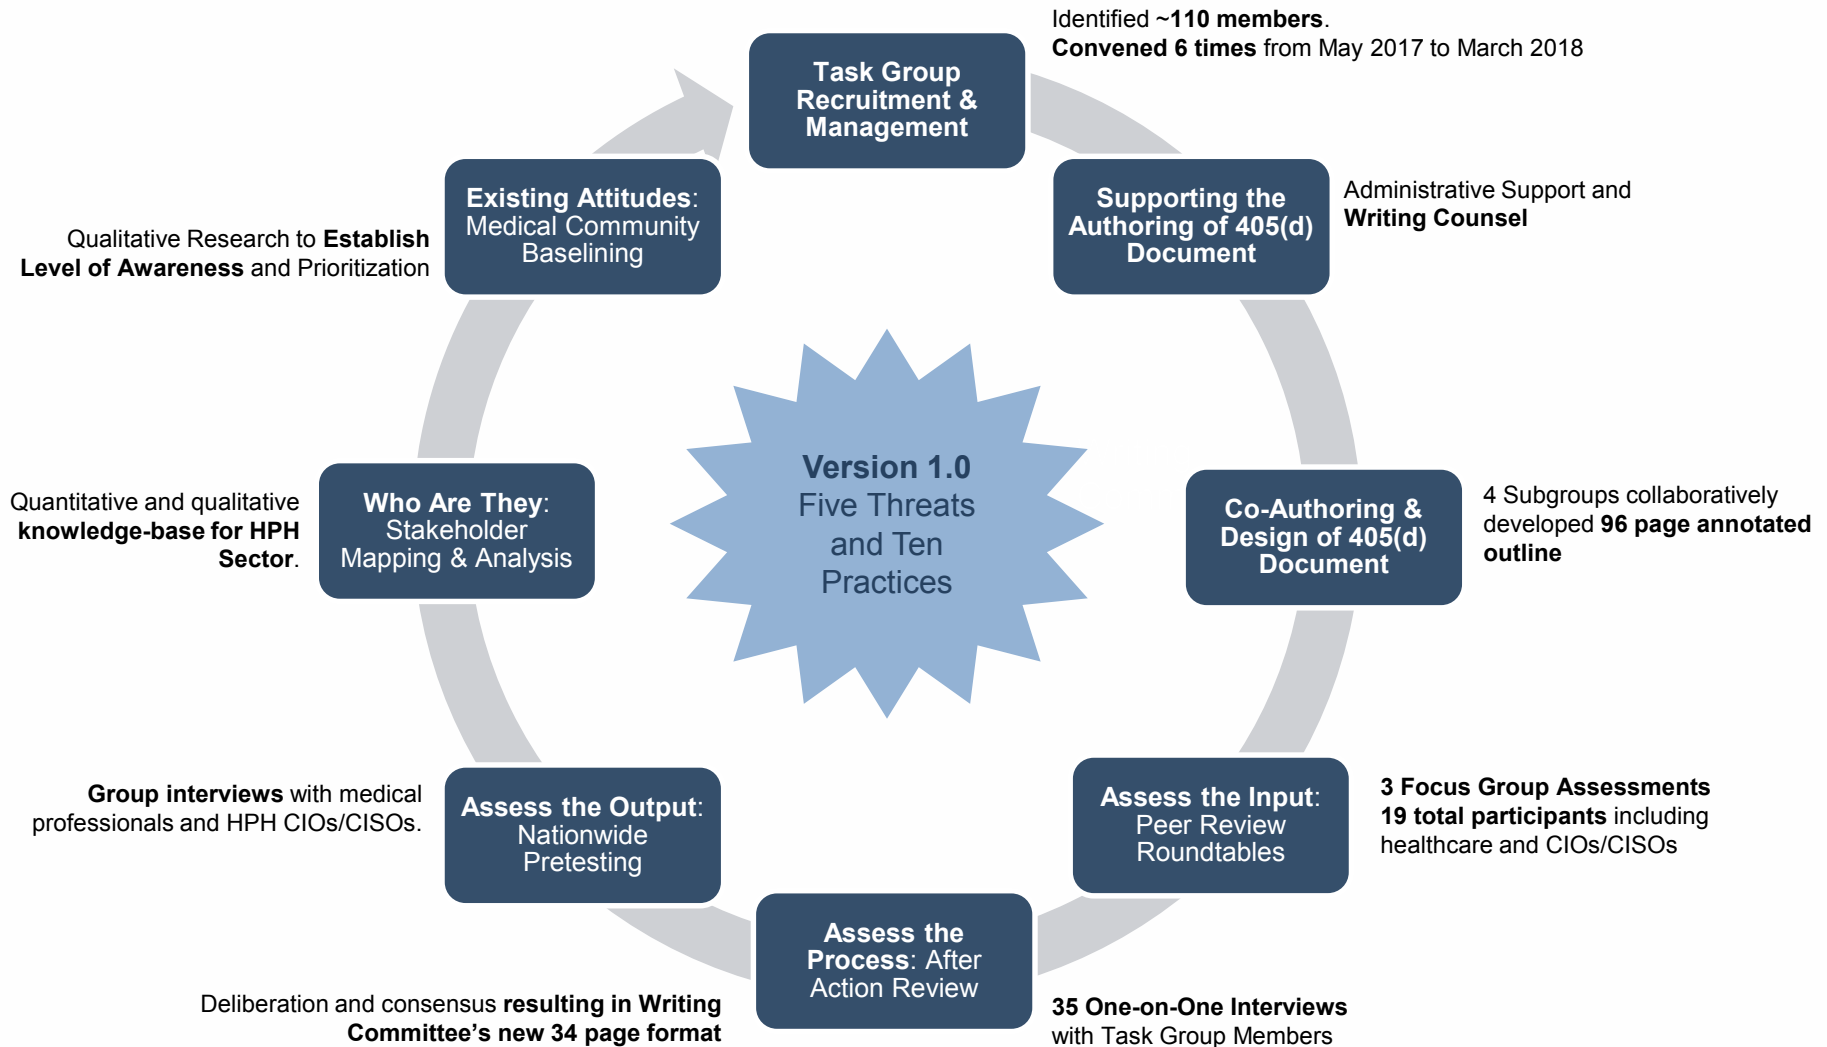 Identified ~110 members.
Convened 6 times from May 2017 to March 2018
Task Group
Recruitment &
Management
Supporting the
Authoring of 405(d)
Document
Administrative Support and
Writing Counsel
Co-Authoring &
Design of 405(d)
Document
4 Subgroups collaboratively
developed 96 page annotated
outline
Assess the Input:
Peer Review
Roundtables
3 Focus Group Assessments
19 total participants including
healthcare and CIOs/CISOs
Assess the
Process: After
Action Review
35 One-on-One Interviews
with Task Group Members
Deliberation and consensus resulting in Writing
Committee’s new 34 page format
Assess the Output:
Nationwide
Pretesting
Group interviews with medical
professionals and HPH CIOs/CISOs.
Who Are They:
Stakeholder
Mapping & Analysis
Quantitative and qualitative
knowledge-base for HPH
Sector.
Existing Attitudes:
Medical Community
Baselining
Qualitative Research to Establish
Level of Awareness and Prioritization
Version 1.0
Five Threats
and Ten
Practices